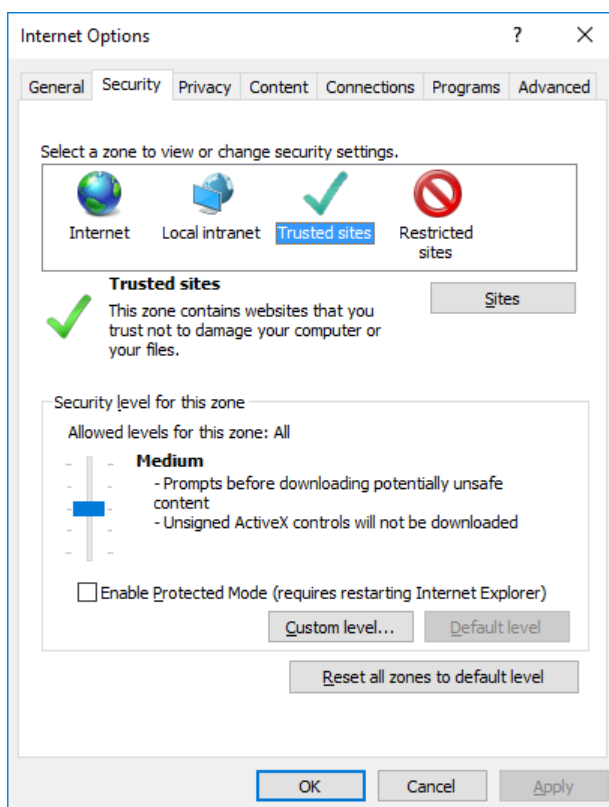 Internet Options
?
General Security Privacy Content Connections Programs Advanced
Select a zone to view or change security settings.
Internet
Local intranet
Trusted sites
Restricted
sites
Trusted sites
This zone contains websites that you
trust not to damage your computer or
your files.
Sites
Security level for this zone
Allowed levels for this zone: All
Medium
- Prompts before downloading potentially unsafe
content
- Unsigned ActiveX controls will not be downloaded
Enable Protected Mode (requires restarting Internet Explorer)
Custom level...
Default level
Reset all zones to default level
OK
Cancel
Apply